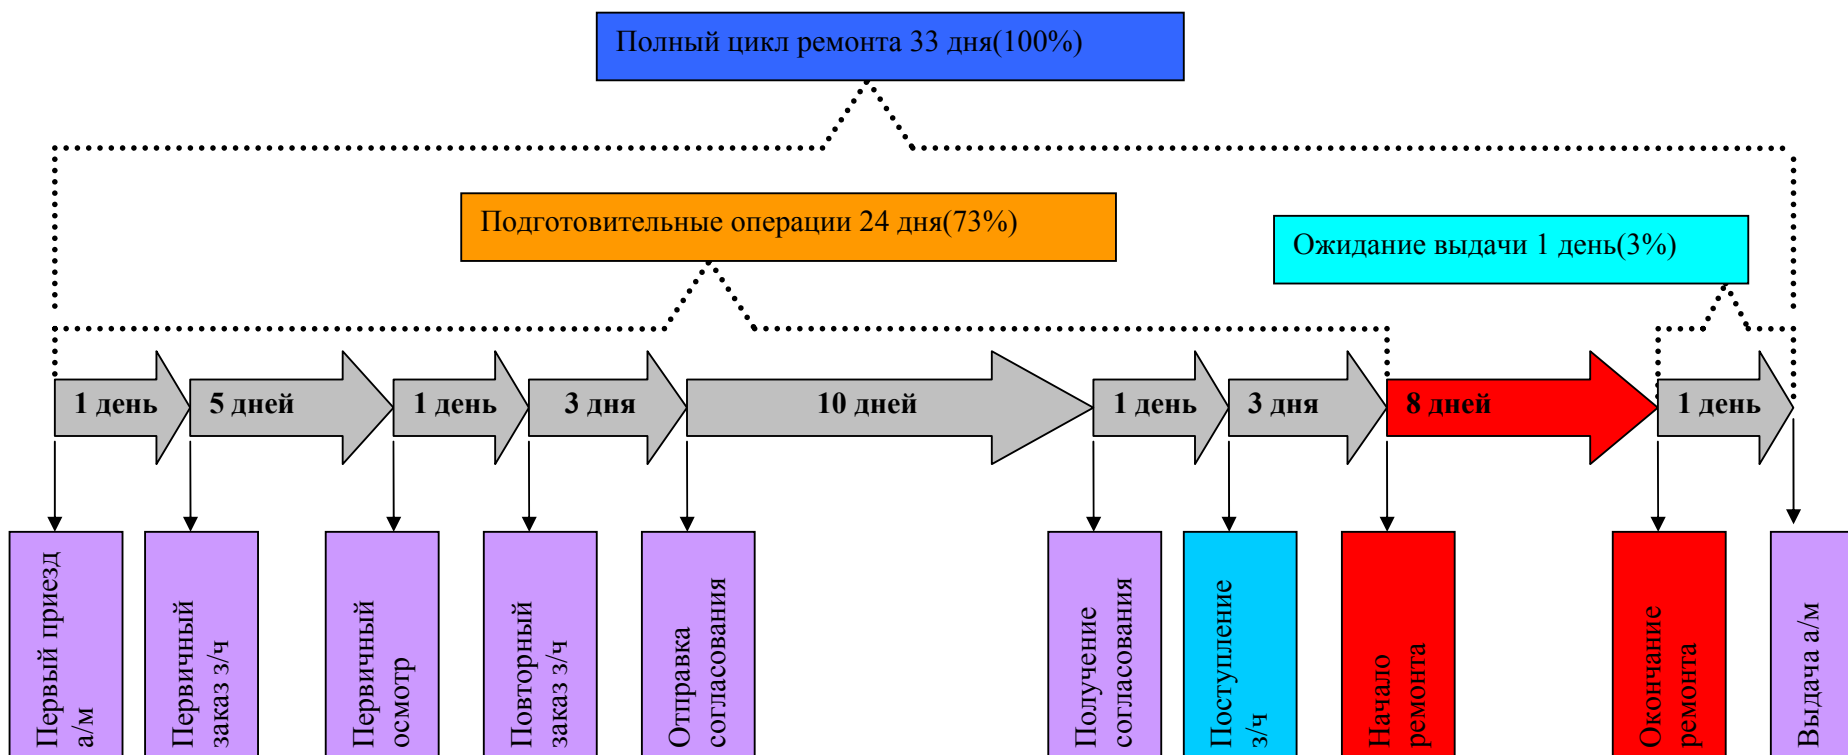 Полный цикл ремонта 33 дня(100%)
Подготовительные операции 24 дня(73%)
Ожидание выдачи 1 день(3%)
1 день
5 дней
1 день
3 дня
10 дней
1 день
3 дня
8 дней
1 день
Первый приезд
а/м
Первичный
заказ з/ч
Первичный
осмотр
Повторный
заказ з/ч
Отправка
согласования
Получение
согласования
Поступление
з/ч
Начало
ремонта
Окончание
ремонта
Выдача а/м